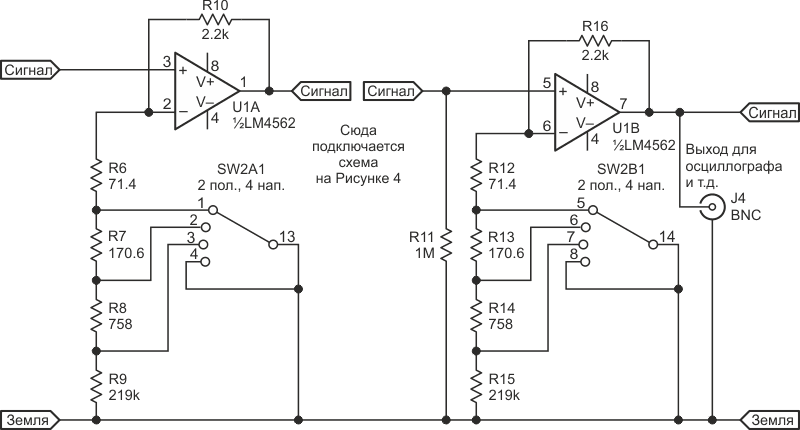 R10
2.2k
Сигнал
3
+
8
V+
1
2
–
V–
4
U1A
½LM4562
Сигнал
Сюда
подключается
схема
на Рисунке 4
R6
71.4
SW2A1
2 пол., 4 нап.
1
2
3
4
13
R7
170.6
R8
758
R9
219k
Земля
R16
2.2k
Сигнал
5
+
8
V+
7
6
–
V–
4
U1B
½LM4562
Сигнал
Выход для
осциллографа
и т.д.
J4
BNC
R12
71.4
SW2B1
2 пол., 4 нап.
5
6
7
8
14
R11
1M
R13
170.6
R14
758
R15
219k
Земля